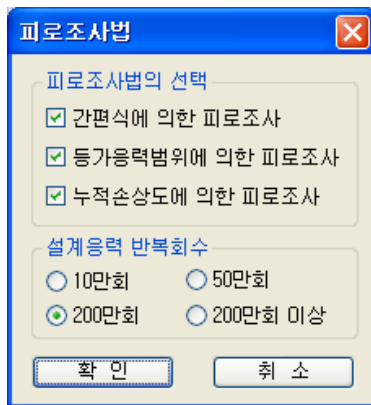 피로조사법
피로조사법의 선택
간편식에 의한 피로조사
등가응력범위에 의한 피로조사
누적손상도에 의한 피로조사
설계응력 반복회수
10만회 50만회
200만회 200만회 이상
확 인 취 소